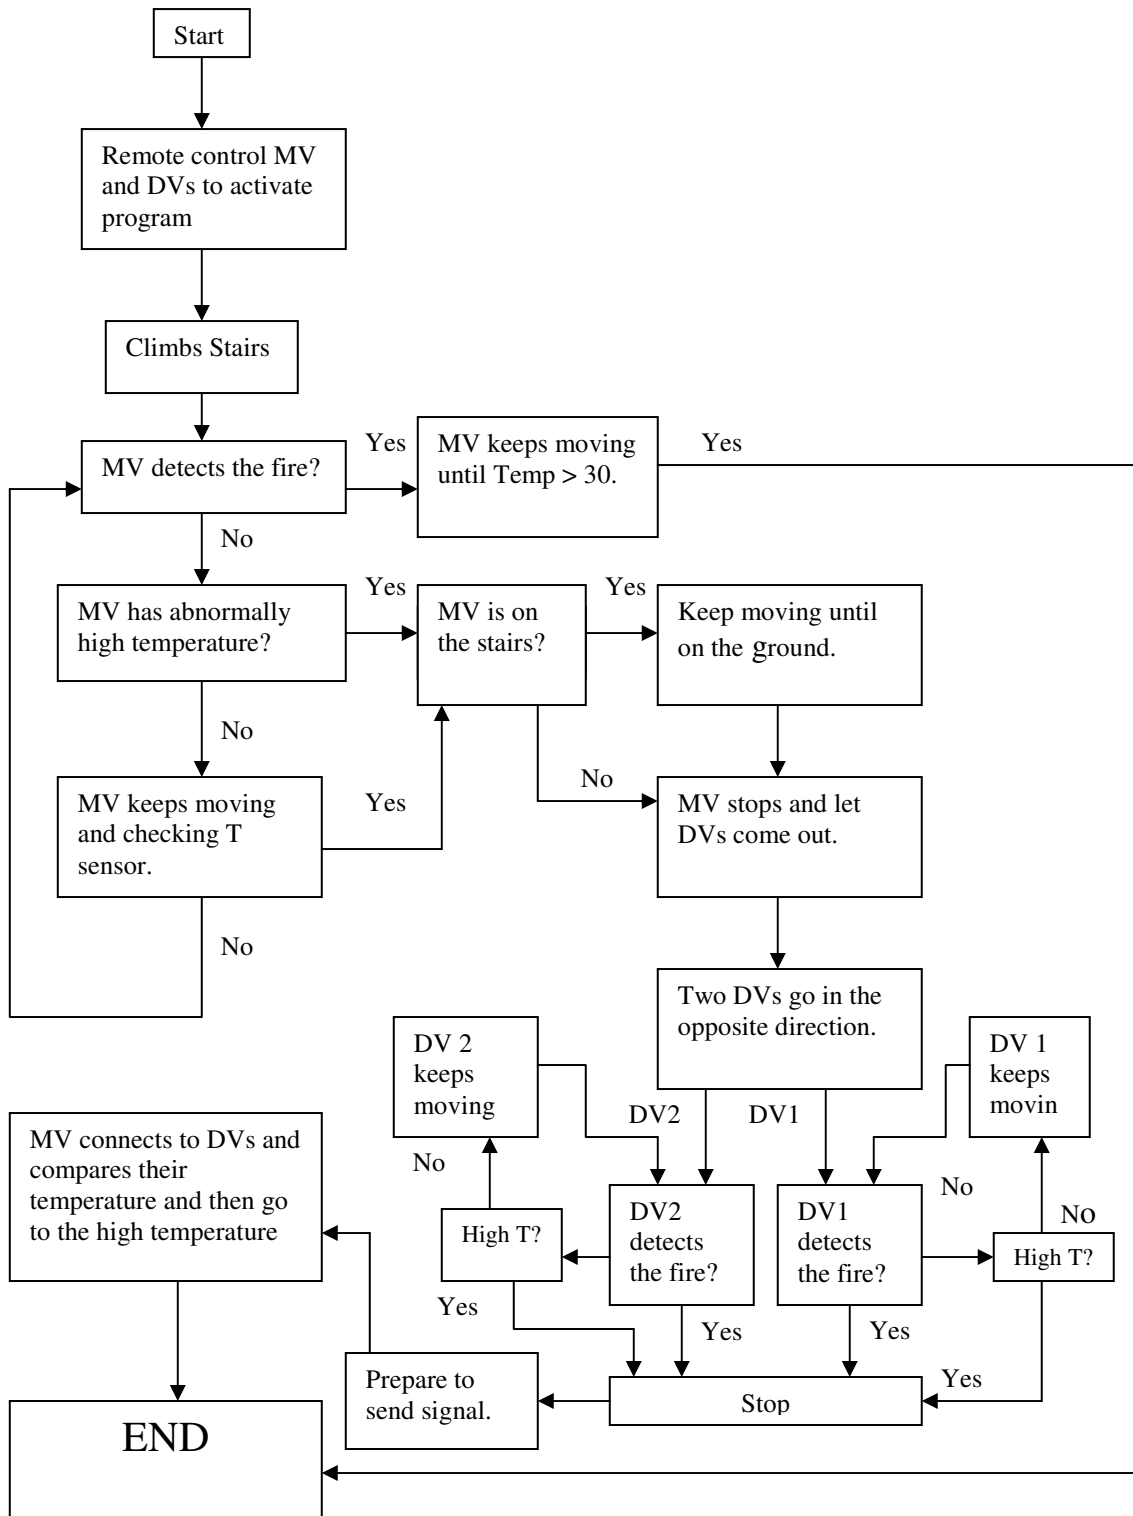 Start
Remote control MV
and DVs to activate
program
Climbs Stairs
MV detects the fire?
Yes
MV keeps moving
until Temp > 30.
Yes
No
MV has abnormally
high temperature?
Yes
MV is on
the stairs?
Yes
Keep moving until
on the ground.
No
MV keeps moving
and checking T
sensor.
Yes
No
MV stops and let
DVs come out.
No
Two DVs go in the
opposite direction.
DV 2
keeps
moving
DV 1
keeps
movin
DV2
DV1
MV connects to DVs and
compares their
temperature and then go
to the high temperature
No
High T?
DV2
detects
the fire?
DV1
detects
the fire?
No
No
High T?
Yes
Yes
Yes
Yes
Prepare to
send signal.
Stop
END